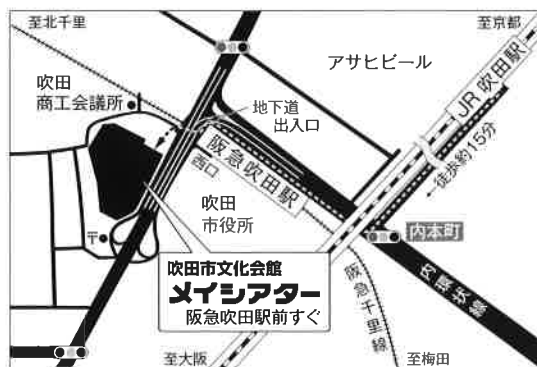 至北千里
至京都
アサヒビール
JR吹田駅
吹田
商工会議所
地下道
出入口
阪急吹田駅
西口
徒歩約15分
吹田
市役所
〒
内本町
吹田市文化会館
メイシアター
阪急吹田駅前すぐ
阪急千里線
内環状線
至大阪
至梅田